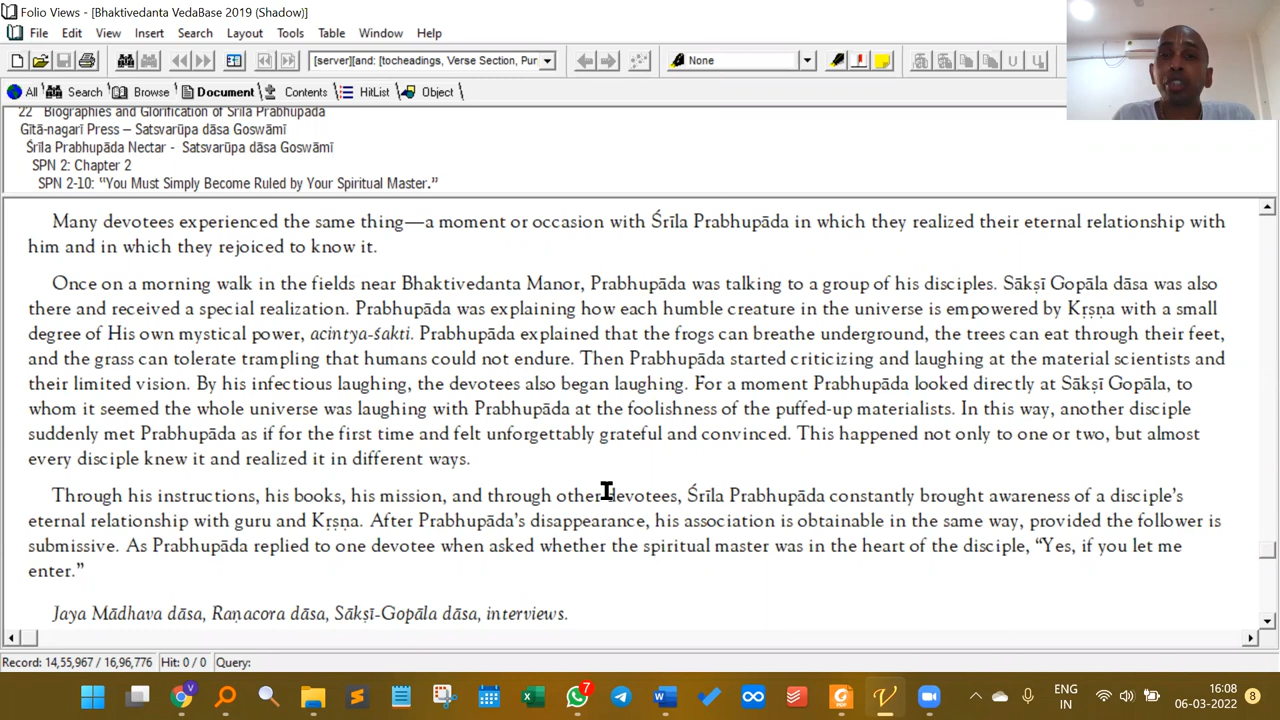 Folio Views - [Bhaktivedanta VedaBase 2019 (Shadow)]
File Edit View Insert Search Layout Tools Table Window Help
[server][and: [tocheadings, Verse Section, Pur
None
All Search Browse Document Contents HitList Object
22 Biographies and Glorification of Śrīla Prabhupāda
Gītā-nagarī Press – Satsvarūpa dāsa Goswāmī
Śrīla Prabhupāda Nectar - Satsvarūpa dāsa Goswāmī
SPN 2: Chapter 2
SPN 2-10: “You Must Simply Become Ruled by Your Spiritual Master.”
Many devotees experienced the same thing—a moment or occasion with Śrīla Prabhupāda in which they realized their eternal relationship with
him and in which they rejoiced to know it.
Once on a morning walk in the fields near Bhaktivedanta Manor, Prabhupāda was talking to a group of his disciples. Sākṣī Gopāla dāsa was also
there and received a special realization. Prabhupāda was explaining how each humble creature in the universe is empowered by Kṛṣṇa with a small
degree of His own mystical power, acintya-śakti. Prabhupāda explained that the frogs can breathe underground, the trees can eat through their feet,
and the grass can tolerate trampling that humans could not endure. Then Prabhupāda started criticizing and laughing at the material scientists and
their limited vision. By his infectious laughing, the devotees also began laughing. For a moment Prabhupāda looked directly at Sākṣī Gopāla, to
whom it seemed the whole universe was laughing with Prabhupāda at the foolishness of the puffed-up materialists. In this way, another disciple
suddenly met Prabhupāda as if for the first time and felt unforgettably grateful and convinced. This happened not only to one or two, but almost
every disciple knew it and realized it in different ways.
Through his instructions, his books, his mission, and through other devotees, Śrīla Prabhupāda constantly brought awareness of a disciple’s
eternal relationship with guru and Kṛṣṇa. After Prabhupāda’s disappearance, his association is obtainable in the same way, provided the follower is
submissive. As Prabhupāda replied to one devotee when asked whether the spiritual master was in the heart of the disciple, “Yes, if you let me
enter.”
Jaya Mādhava dāsa, Raṇacora dāsa, Sākṣī-Gopāla dāsa, interviews.
Record: 14,55,967 / 16,96,776 Hit: 0 / 0 Query:
7
ENG
IN
16:08
06-03-2022
8